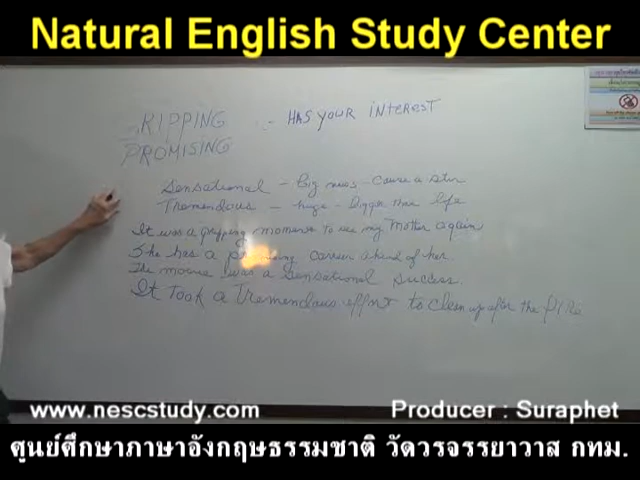 Natural English Study Center
RIPPING - HAS YOUR INTEREST
PROMISING
Sensational - big news - cause a stir
Tremendous - huge - Bigger than life
It was a gripping moment to see my Mother again
She has a promising career ahead of her.
The movie was a Sensational success.
It Took a Tremendous effort to clean up after the
www.nescstudy.com
Producer : Suraphet
ศูนย์ศึกษาภาษาอังกฤษธรรมชาติ วัดวรจรรยาวาส กทม.